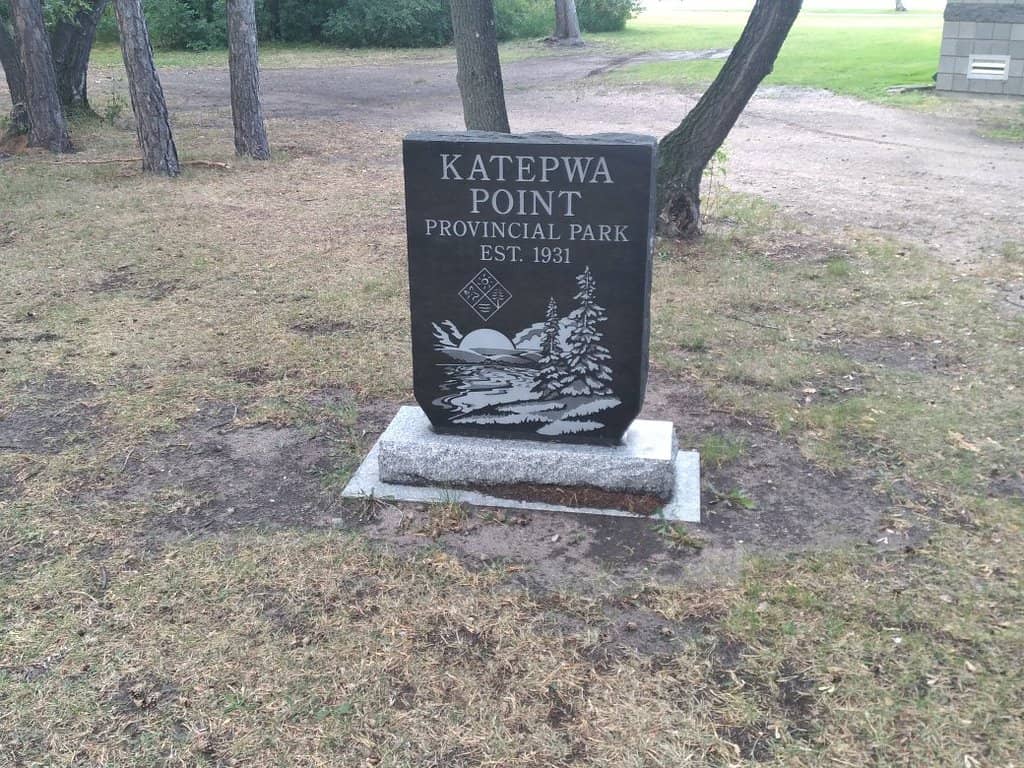 KATEPWA
POINT
PROVINCIAL PARK
EST. 1931